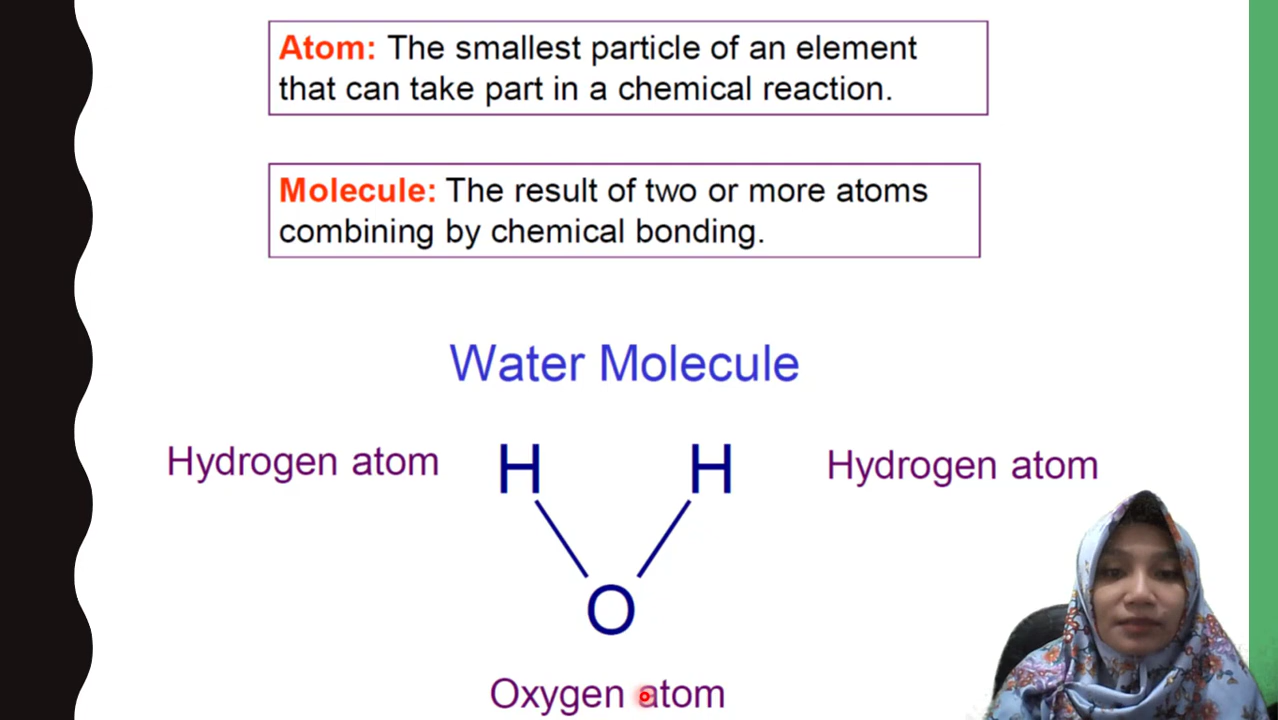 Atom: The smallest particle of an element
that can take part in a chemical reaction.
Molecule: The result of two or more atoms
combining by chemical bonding.
Water Molecule
Hydrogen atom H H Hydrogen atom
O
Oxygen atom